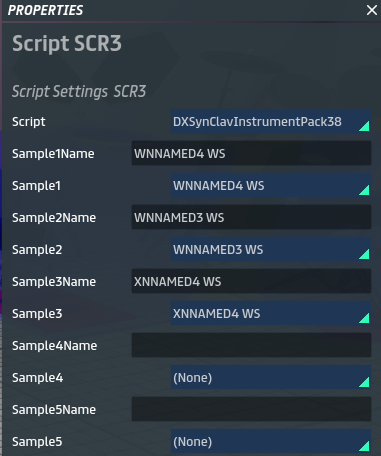 PROPERTIES
Script SCR3
Script Settings SCR3
Script DXSynClavInstrumentPack38
Sample1Name WNNAMED4 WS
Sample1 WNNAMED4 WS
Sample2Name WNNAMED3 WS
Sample2 WNNAMED3 WS
Sample3Name XNNAMED4 WS
Sample3 XNNAMED4 WS
Sample4Name
Sample4 (None)
Sample5Name
Sample5 (None)